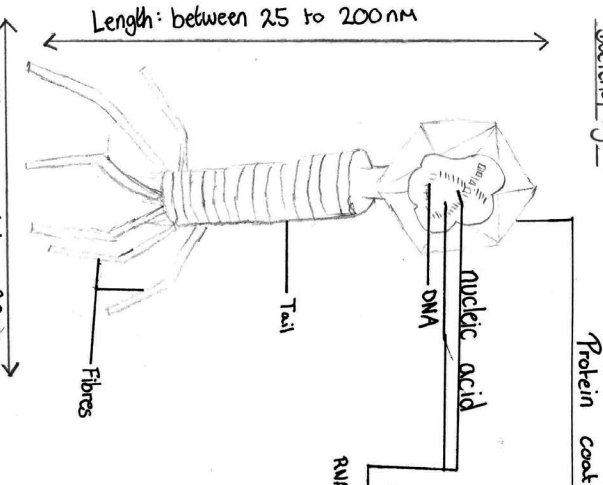 Length: between 25 to 200nm
Protein coat
nucleic acid
DNA
Tail
Fibres
RNA